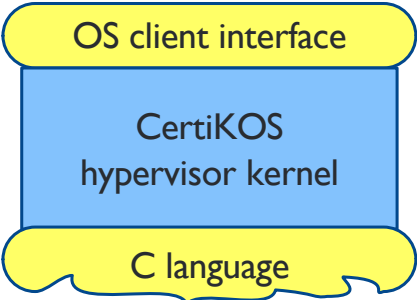 OS client interface
CertiKOS
hypervisor kernel
C language